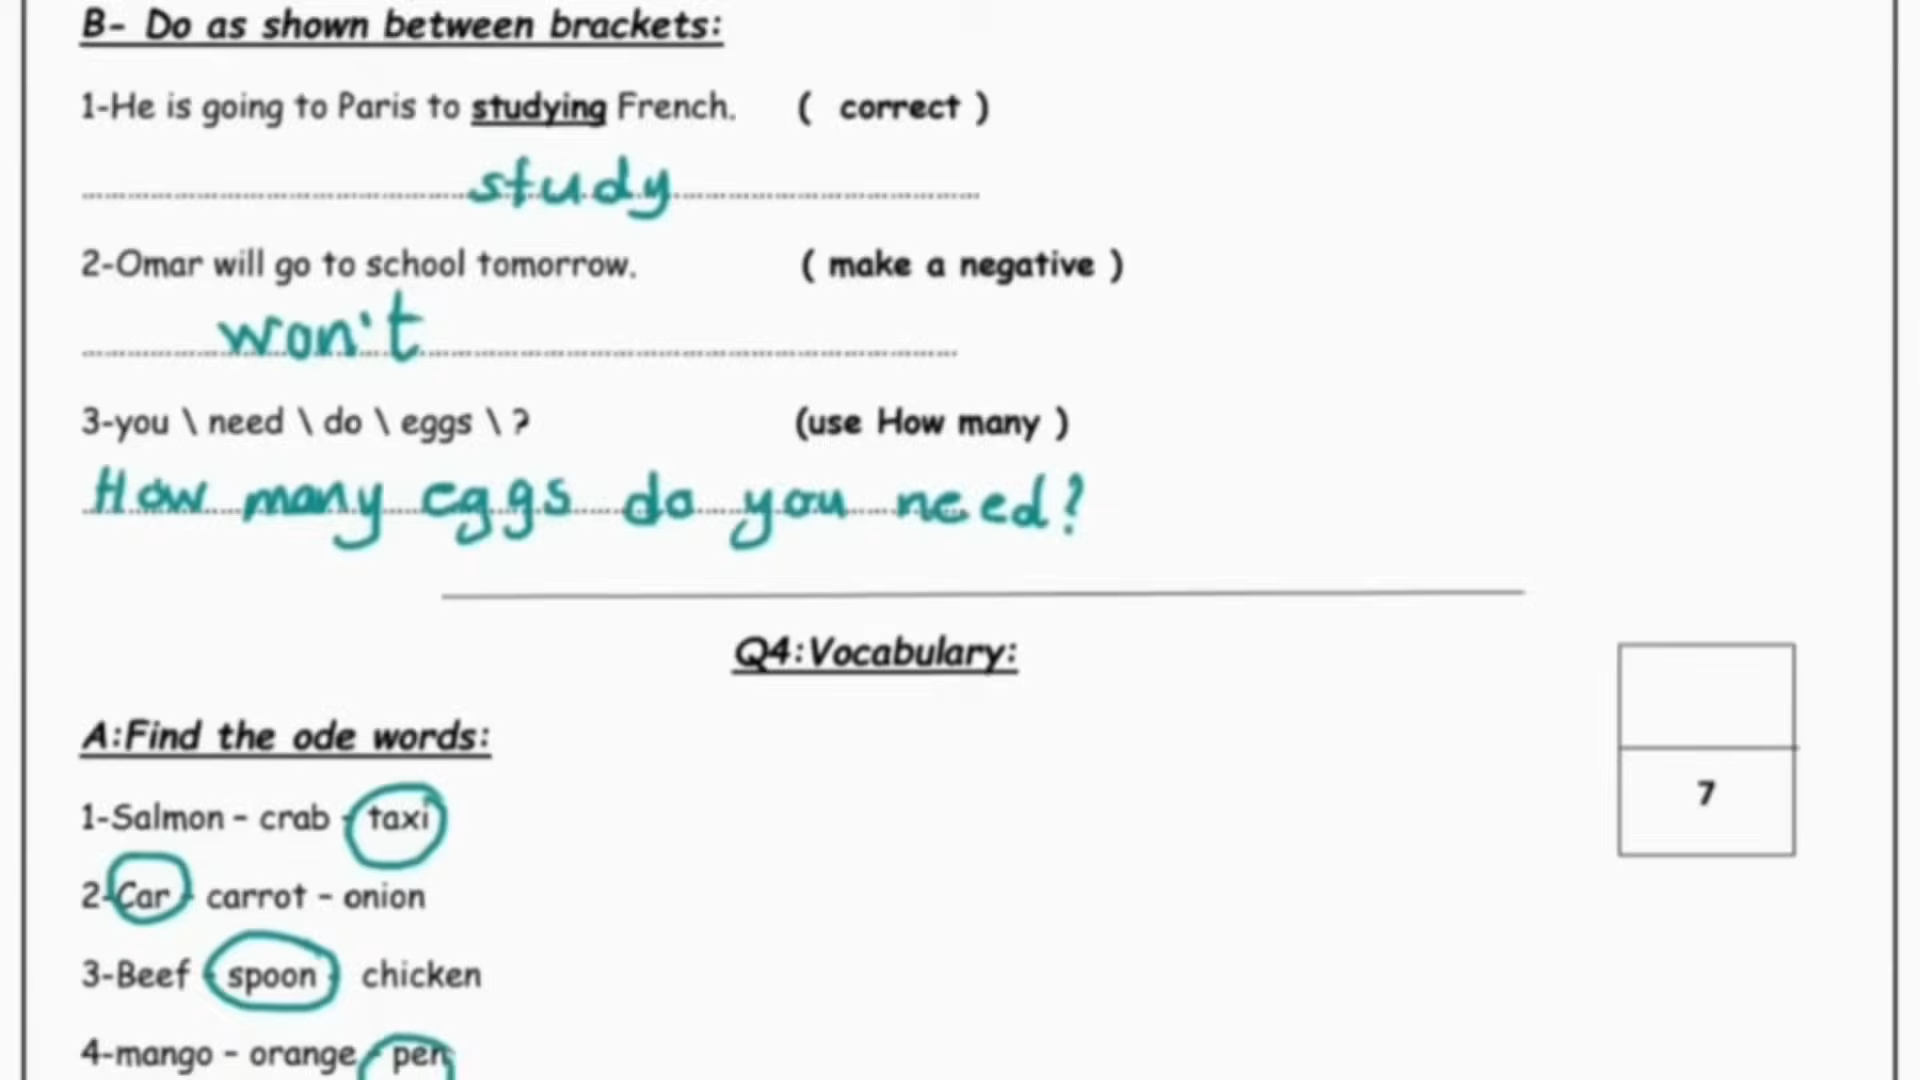 B- Do as shown between brackets:
1-He is going to Paris to studying French. ( correct )
study
2-Omar will go to school tomorrow. ( make a negative )
won't
3-you \ need \ do \ eggs \ ? (use How many )
How many eggs do you need?
Q4:Vocabulary:
A:Find the ode words:
7
1-Salmon - crab - taxi
2-Car - carrot - onion
3-Beef - spoon - chicken
4-mango - orange - pen